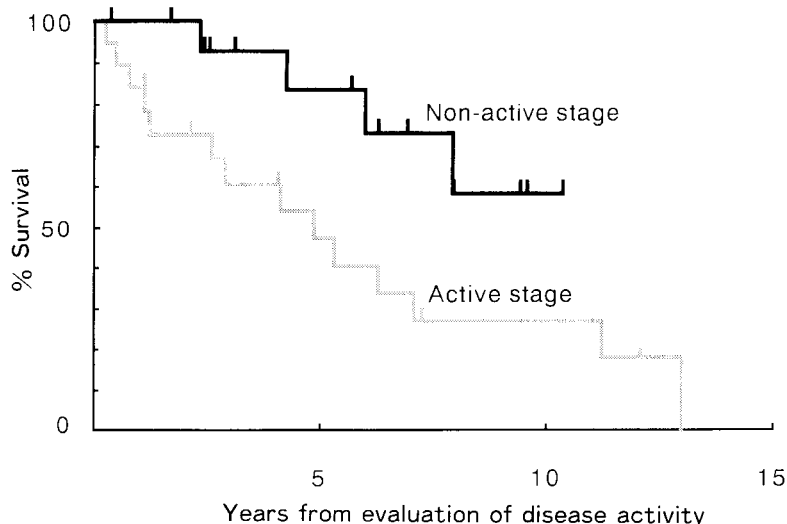 100
Non-active stage
% Survival
50
Active stage
0
5 10 15
Years from evaluation of disease activity